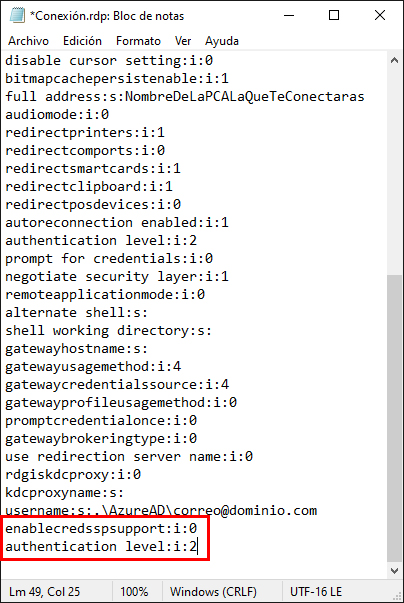 *Conexión.rdp: Bloc de notas
Archivo Edición Formato Ver Ayuda
disable cursor setting:i:0
bitmapcachepersistenable:i:1
full address:s:NombreDeLaPCALaQueTeConectaras
audiomode:i:0
redirectprinters:i:1
redirectcomports:i:0
redirectsmartcards:i:1
redirectclipboard:i:1
redirectposdevices:i:0
autoreconnection enabled:i:1
authentication level:i:2
prompt for credentials:i:0
negotiate security layer:i:1
remoteapplicationmode:i:0
alternate shell:s:
shell working directory:s:
gatewayhostname:s:
gatewayusagemethod:i:4
gatewaycredentialssource:i:4
gatewayprofileusagemethod:i:0
promptcredentialonce:i:0
gatewaybrokeringtype:i:0
use redirection server name:i:0
rdgiskdcproxy:i:0
kdcproxyname:s:
username:s:.\AzureAD\correo@dominio.com
enablecredsspsupport:i:0
authentication level:i:2
Lm 49, Col 25 100% Windows (CRLF) UTF-16 LE